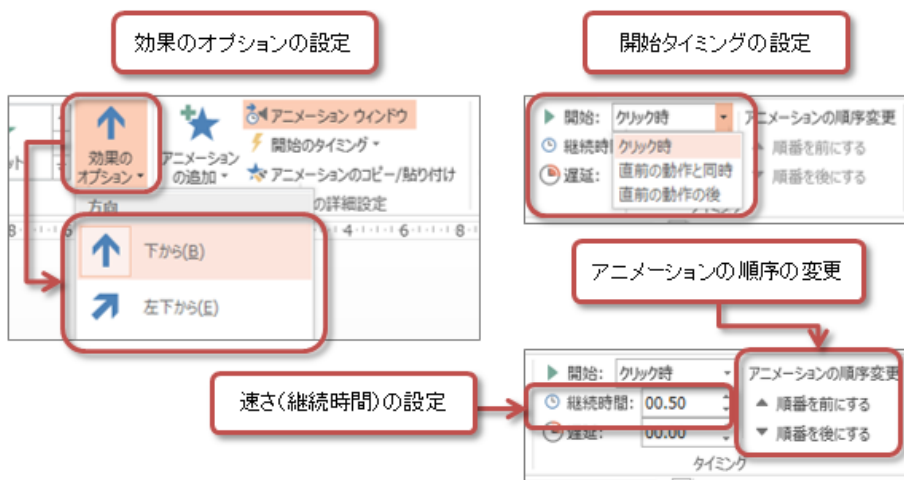 効果のオプションの設定
開始タイミングの設定
効果の
オプション
アニメーション
の追加
アニメーション ウィンドウ
開始のタイミング
アニメーションのコピー/貼り付け
の詳細設定
方向
下から(B)
左下から(E)
開始: クリック時
アニメーションの順序変更
継続時
クリック時
直前の動作と同時
直前の動作の後
遅延:
順番を前にする
順番を後にする
アニメーションの順序の変更
速さ(継続時間)の設定
開始: クリック時
アニメーションの順序変更
継続時間: 00.50
順番を前にする
遅延: 00.00
順番を後にする
タイミング